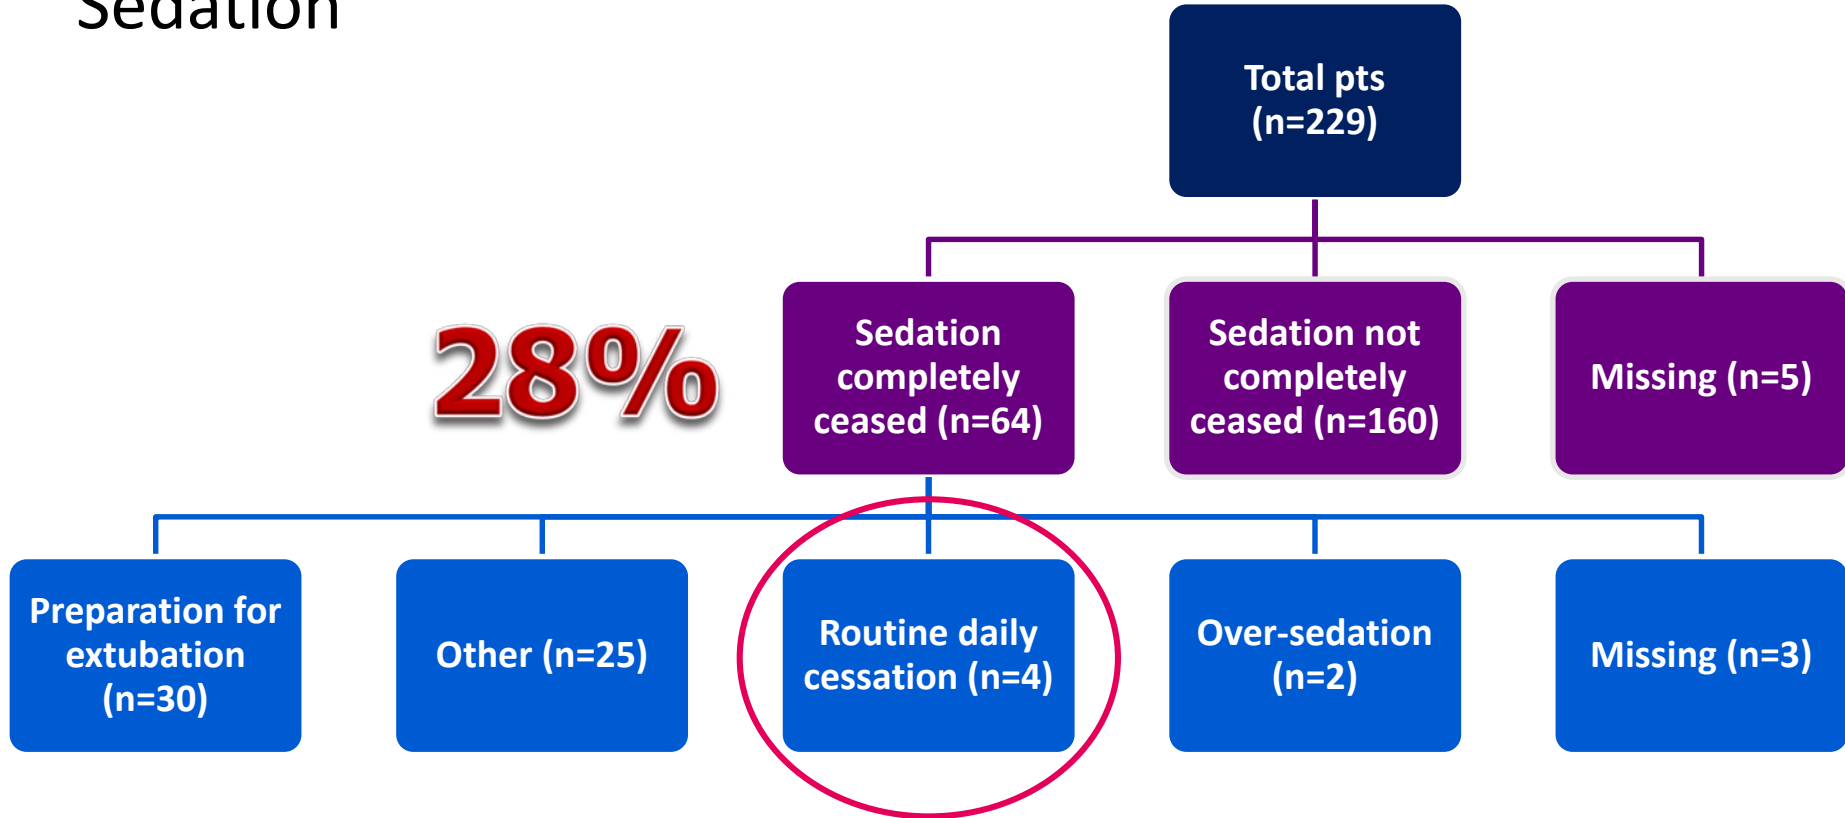 Sedation
Total pts
(n=229)
28%
Sedation
completely
ceased (n=64)
Sedation not
completely
ceased (n=160)
Missing (n=5)
Preparation for
extubation
(n=30)
Other (n=25)
Routine daily
cessation (n=4)
Over-sedation
(n=2)
Missing (n=3)